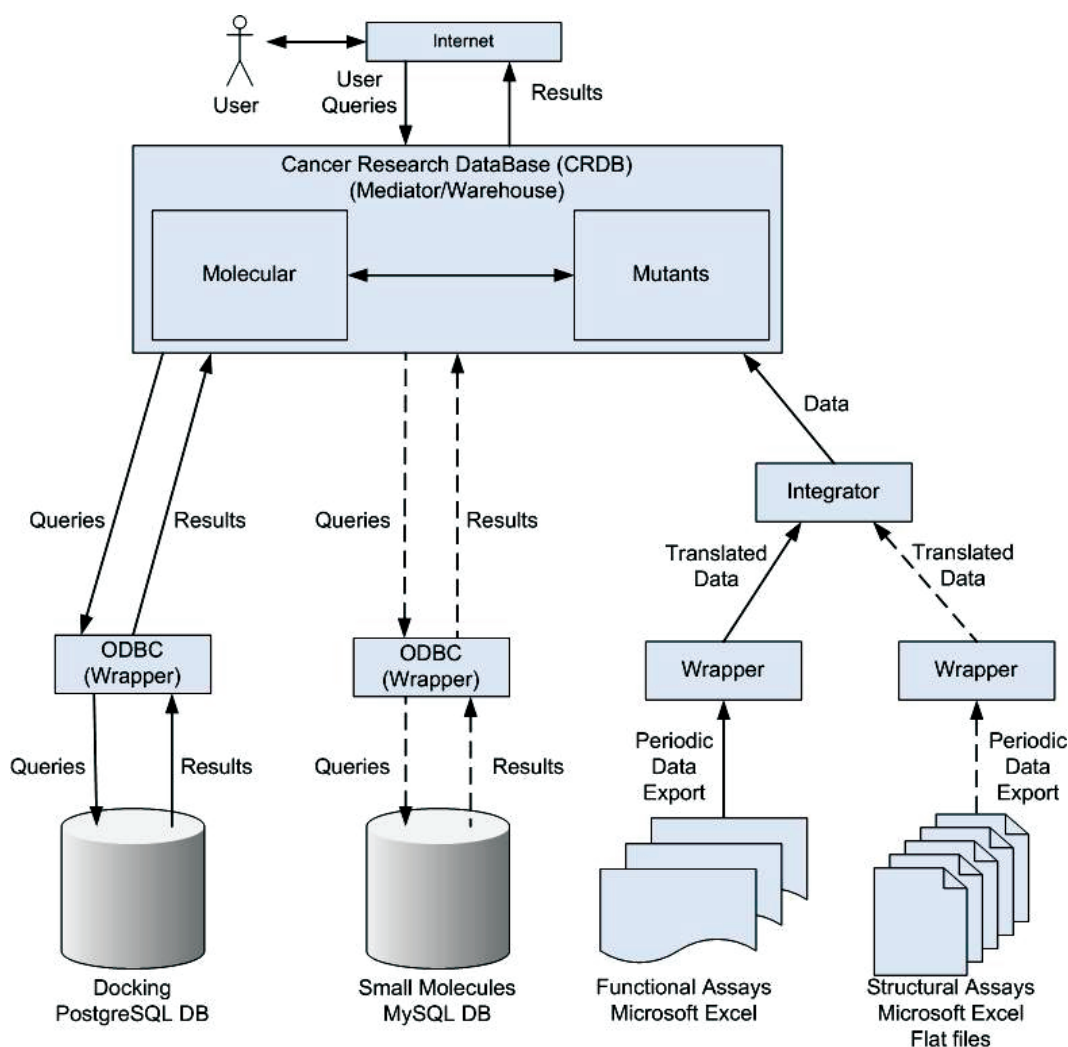 Internet
User
User
Queries
Results
Cancer Research DataBase (CRDB)
(Mediator/Warehouse)
Molecular
Mutants
Data
Integrator
Queries
Results
Queries
Results
Translated
Data
Translated
Data
ODBC
(Wrapper)
ODBC
(Wrapper)
Wrapper
Wrapper
Queries
Results
Queries
Results
Periodic
Data
Export
Periodic
Data
Export
Docking
PostgreSQL DB
Small Molecules
MySQL DB
Functional Assays
Microsoft Excel
Structural Assays
Microsoft Excel
Flat files